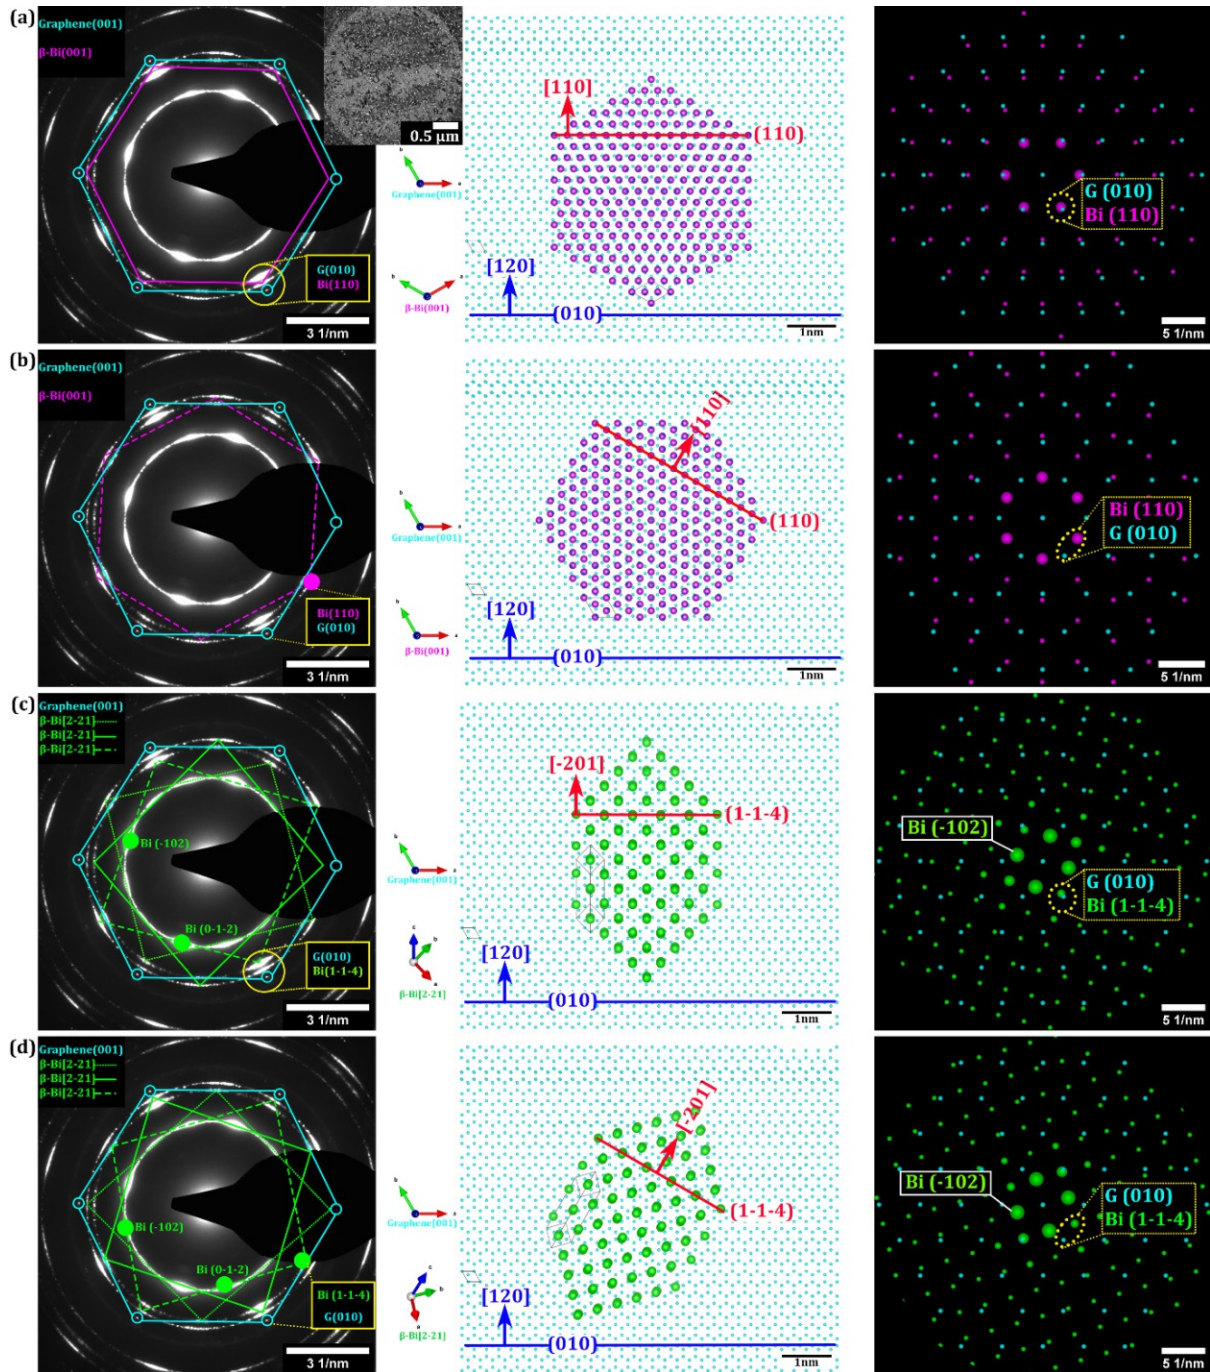 (a)
Graphene(001)
β-Bi(001)
0.5 μm
G(010)
Bi(110)
3 1/nm
b
a
Graphene(001)
b
a
β-Bi(001)
[110]
(110)
[120]
(010)
1nm
G (010)
Bi (110)
5 1/nm
(b)
Graphene(001)
β-Bi(001)
Bi(110)
G(010)
3 1/nm
b
a
Graphene(001)
b
a
β-Bi(001)
[110]
(110)
[120]
(010)
1nm
Bi (110)
G (010)
5 1/nm
(c)
Graphene(001)
β-Bi[2-21]
β-Bi[2-21]
β-Bi[2-21]
Bi (-102)
Bi (0-1-2)
G(010)
Bi(1-1-4)
3 1/nm
b
a
Graphene(001)
c
b
a
β-Bi[2-21]
[-201]
(1-1-4)
[120]
(010)
1nm
Bi (-102)
G (010)
Bi (1-1-4)
5 1/nm
(d)
Graphene(001)
β-Bi[2-21]
β-Bi[2-21]
β-Bi[2-21]
Bi (-102)
Bi (0-1-2)
Bi (1-1-4)
G(010)
3 1/nm
b
a
Graphene(001)
c
b
a
β-Bi[2-21]
[-201]
(1-1-4)
[120]
(010)
1nm
Bi (-102)
G (010)
Bi (1-1-4)
5 1/nm